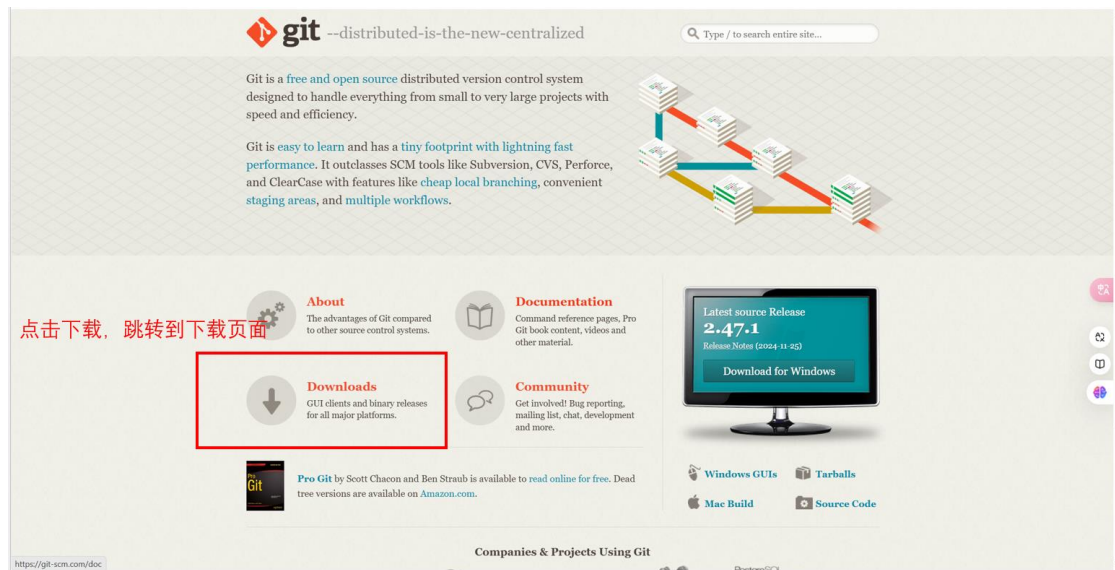 git --distributed-is-the-new-centralized
Type / to search entire site...
Git is a free and open source distributed version control system
designed to handle everything from small to very large projects with
speed and efficiency.
Git is easy to learn and has a tiny footprint with lightning fast
performance. It outclasses SCM tools like Subversion, CVS, Perforce,
and ClearCase with features like cheap local branching, convenient
staging areas, and multiple workflows.
点击下载，跳转到下载页面
About
The advantages of Git compared
to other source control systems.
Documentation
Command reference pages, Pro
Git book content, videos and
other material.
Downloads
GUI clients and binary releases
for all major platforms.
Community
Get involved! Bug reporting,
mailing list, chat, development
and more.
Latest source Release
2.47.1
Release Notes (2024-11-25)
Download for Windows
Pro
Git
Pro Git by Scott Chacon and Ben Straub is available to read online for free. Dead
tree versions are available on Amazon.com.
Windows GUIs
Tarballs
Mac Build
Source Code
Companies & Projects Using Git
PostgreSQL
https://git-scm.com/doc